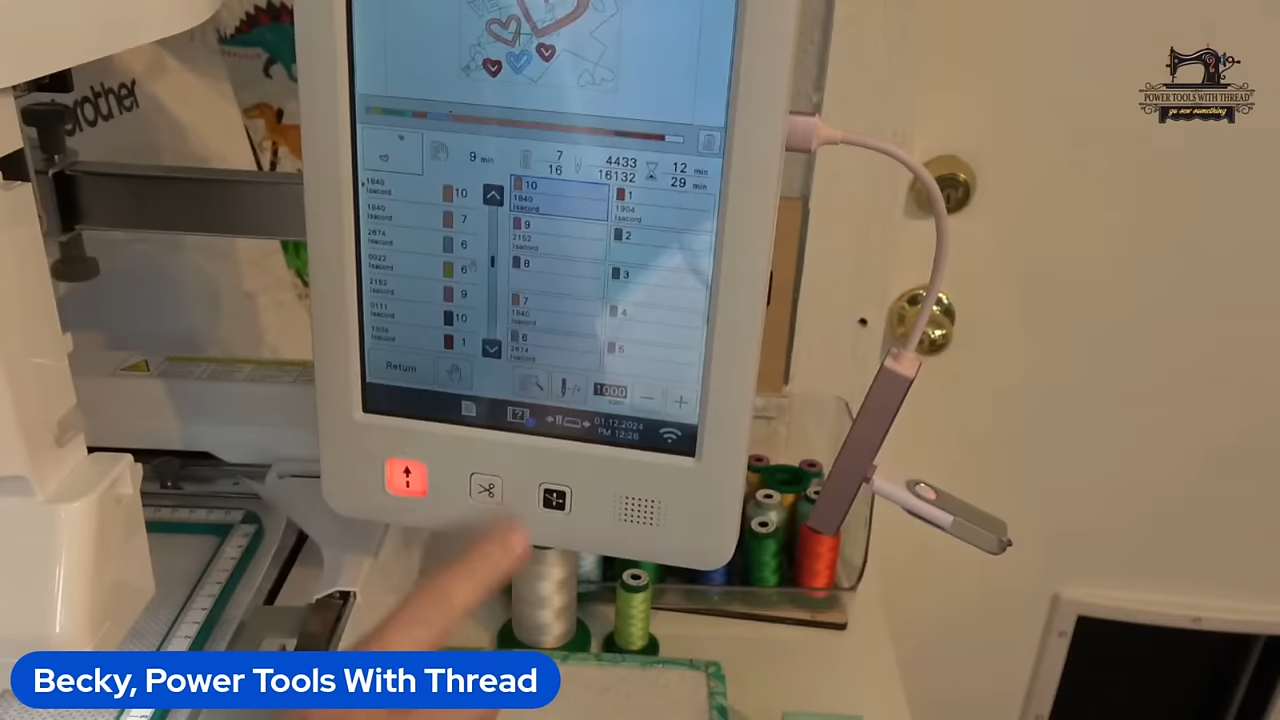 brother
POWER TOOLS WITH THREAD
go sew something
9 min
7
16
4433
16132
12 min
29 min
1840
Isacord
10
1840
Isacord
7
2674
Isacord
6
0922
Isacord
6
2152
Isacord
9
0111
Isacord
10
1904
Isacord
1
10
1840
Isacord
9
2152
Isacord
8
7
1840
Isacord
6
2674
Isacord
1
1904
Isacord
2
3
4
5
Return
1000
01.12.2024
PM 12:28
Becky, Power Tools With Thread